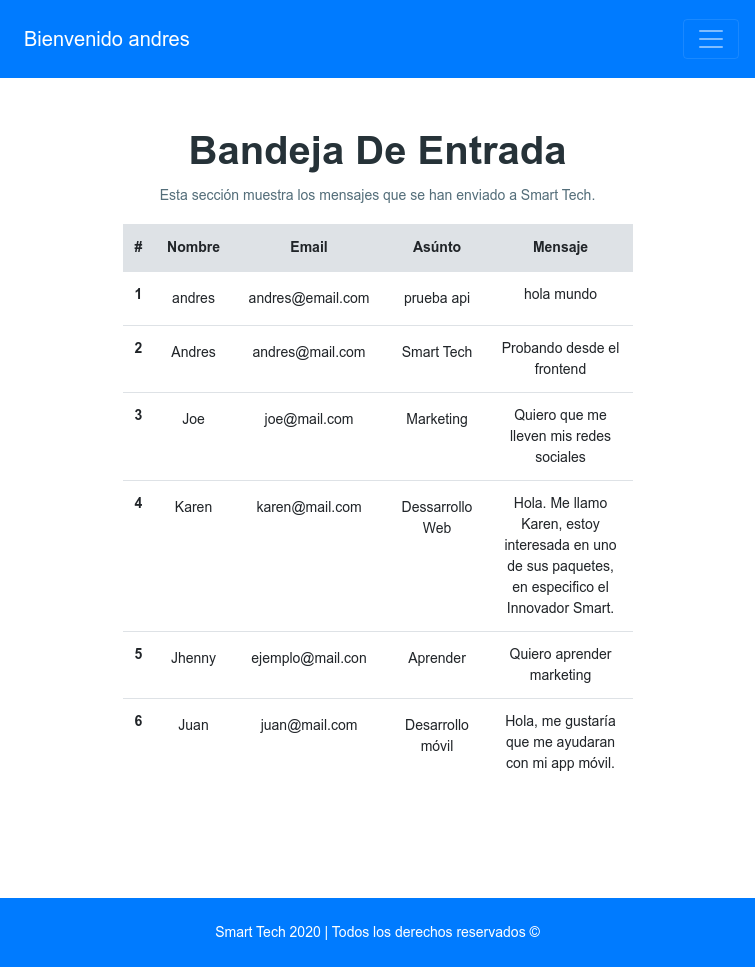 Bienvenido andres
Bandeja De Entrada
Esta sección muestra los mensajes que se han enviado a Smart Tech.
# Nombre Email Asúnto Mensaje
1 andres andres@email.com prueba api hola mundo
2 Andres andres@mail.com Smart Tech Probando desde el
frontend
3 Joe joe@mail.com Marketing Quiero que me
lleven mis redes
sociales
4 Karen karen@mail.com Dessarrollo Hola. Me llamo
Web Karen, estoy
interesada en uno
de sus paquetes,
en especifico el
Innovador Smart.
5 Jhenny ejemplo@mail.con Aprender Quiero aprender
marketing
6 Juan juan@mail.com Desarrollo Hola, me gustaría
móvil que me ayudaran
con mi app móvil.
Smart Tech 2020 | Todos los derechos reservados ©